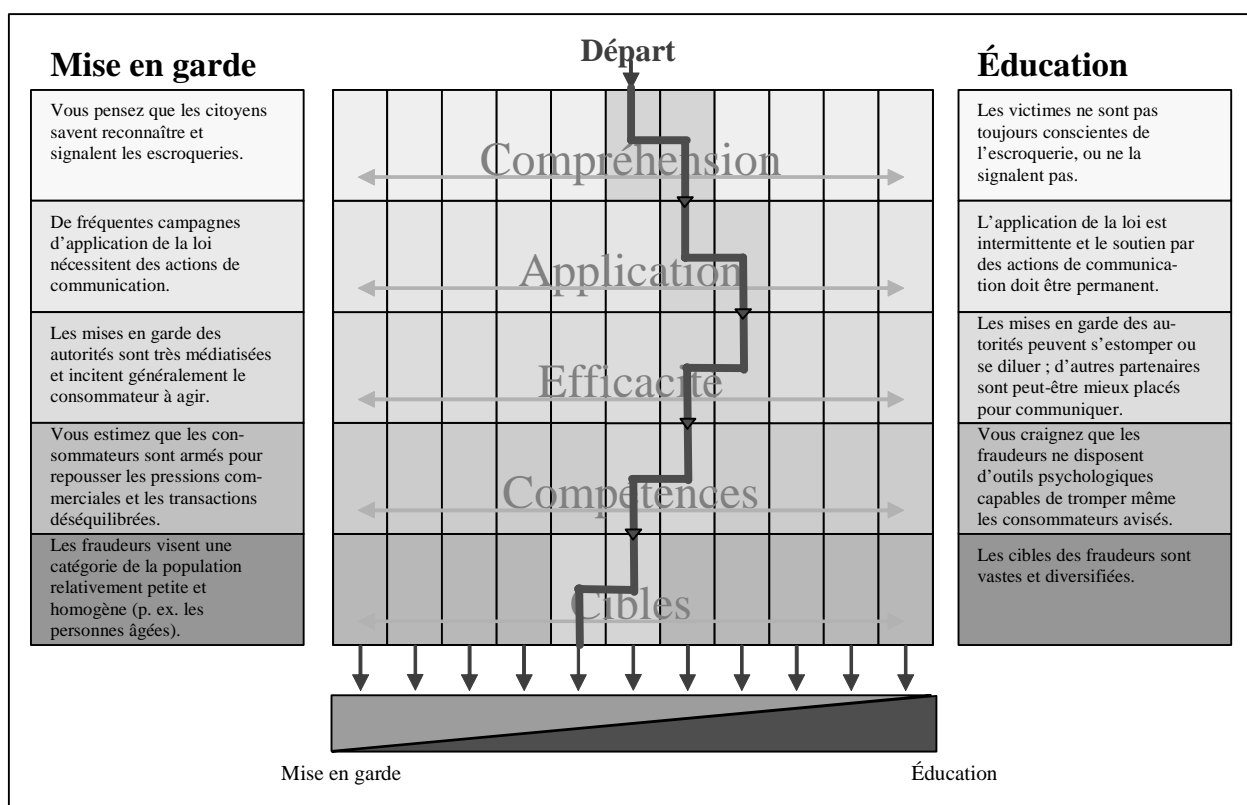 Mise en garde
Vous pensez que les citoyens
savent reconnaître et
signalent les escroqueries.
De fréquentes campagnes
d’application de la loi
nécessitent des actions de
communication.
Les mises en garde des
autorités sont très médiatisées
et incitent généralement le
consommateur à agir.
Vous estimez que les con-
sommateurs sont armés pour
repousser les pressions com-
merciales et les transactions
déséquilibrées.
Les fraudeurs visent une
catégorie de la population
relativement petite et
homogène (p. ex. les
personnes âgées).
Départ
Compréhension
Application
Efficacité
Compétences
Cibles
Éducation
Les victimes ne sont pas
toujours conscientes de
l’escroquerie, ou ne la
signalent pas.
L’application de la loi est
intermittente et le soutien par
des actions de communica-
tion doit être permanent.
Les mises en garde des au-
torités peuvent s’estomper ou
se diluer ; d’autres partenaires
sont peut-être mieux placés
pour communiquer.
Vous craignez que les
fraudeurs ne disposent
d’outils psychologiques
capables de tromper même
les consommateurs avisés.
Les cibles des fraudeurs sont
vastes et diversifiées.
Mise en garde
Éducation